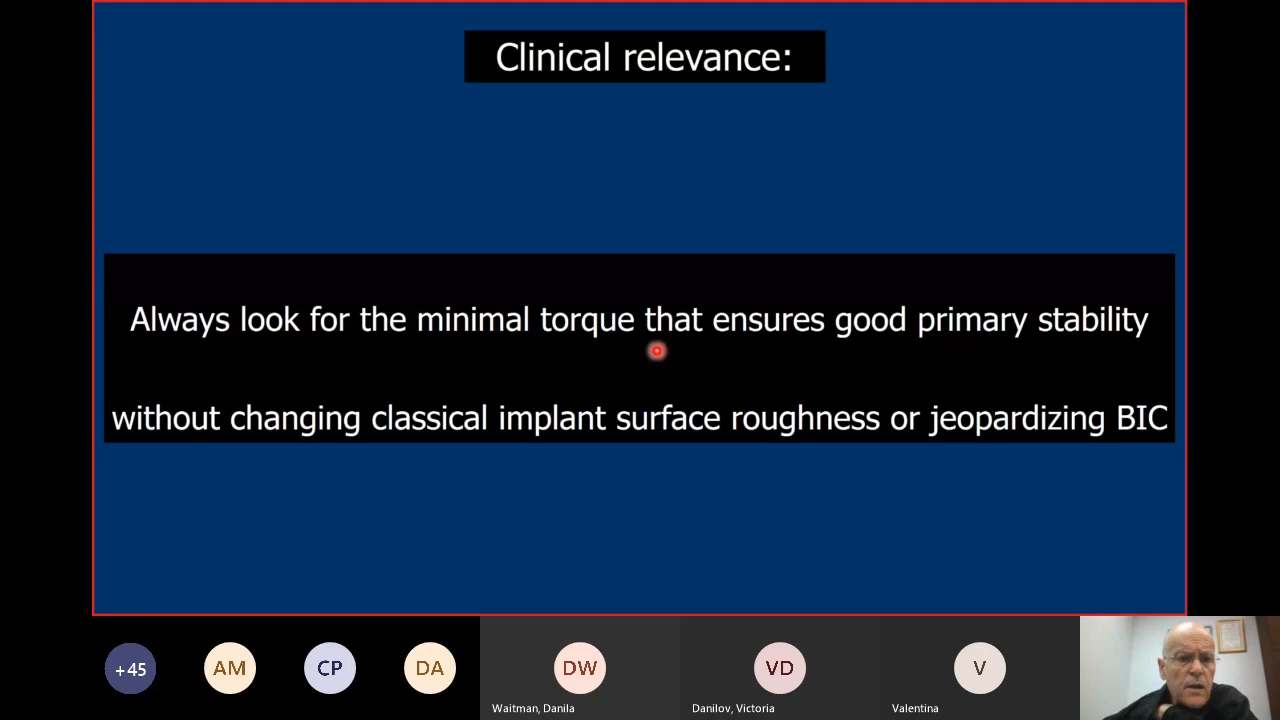 Clinical relevance:
Always look for the minimal torque that ensures good primary stability
without changing classical implant surface roughness or jeopardizing BIC
+45
AM
CP
DA
DW
VD
V
Waitman, Danila
Danilov, Victoria
Valentina